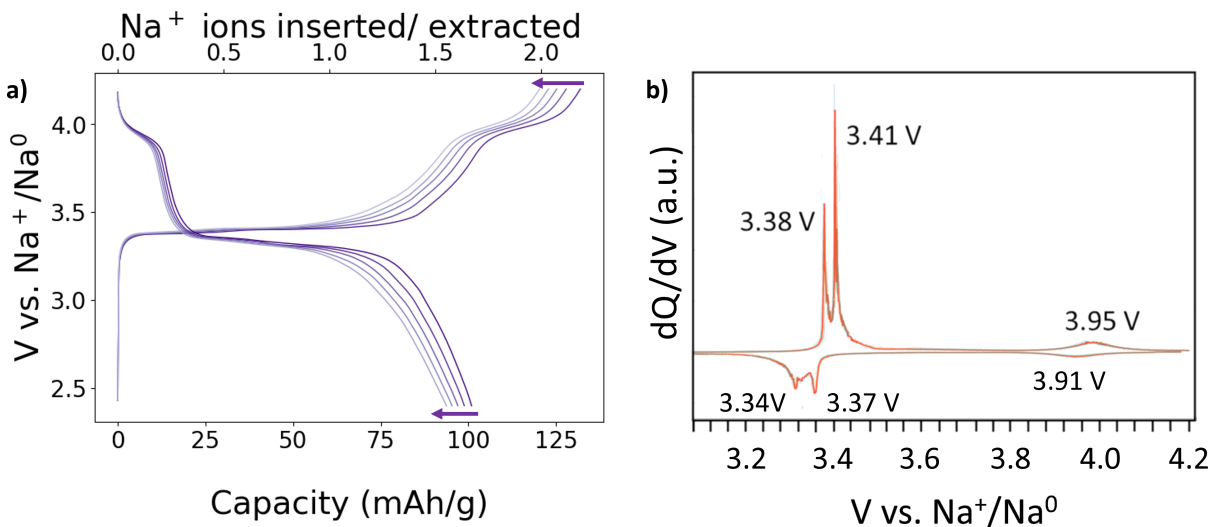 Na+ ions inserted/ extracted
0.0 0.5 1.0 1.5 2.0
a)
V vs. Na+/Na0
4.0
3.5
3.0
2.5
0 25 50 75 100 125
Capacity (mAh/g)
b)
dQ/dV (a.u.)
3.41 V
3.38 V
3.95 V
3.91 V
3.34V
3.37 V
3.2 3.4 3.6 3.8 4.0 4.2
V vs. Na+/Na0